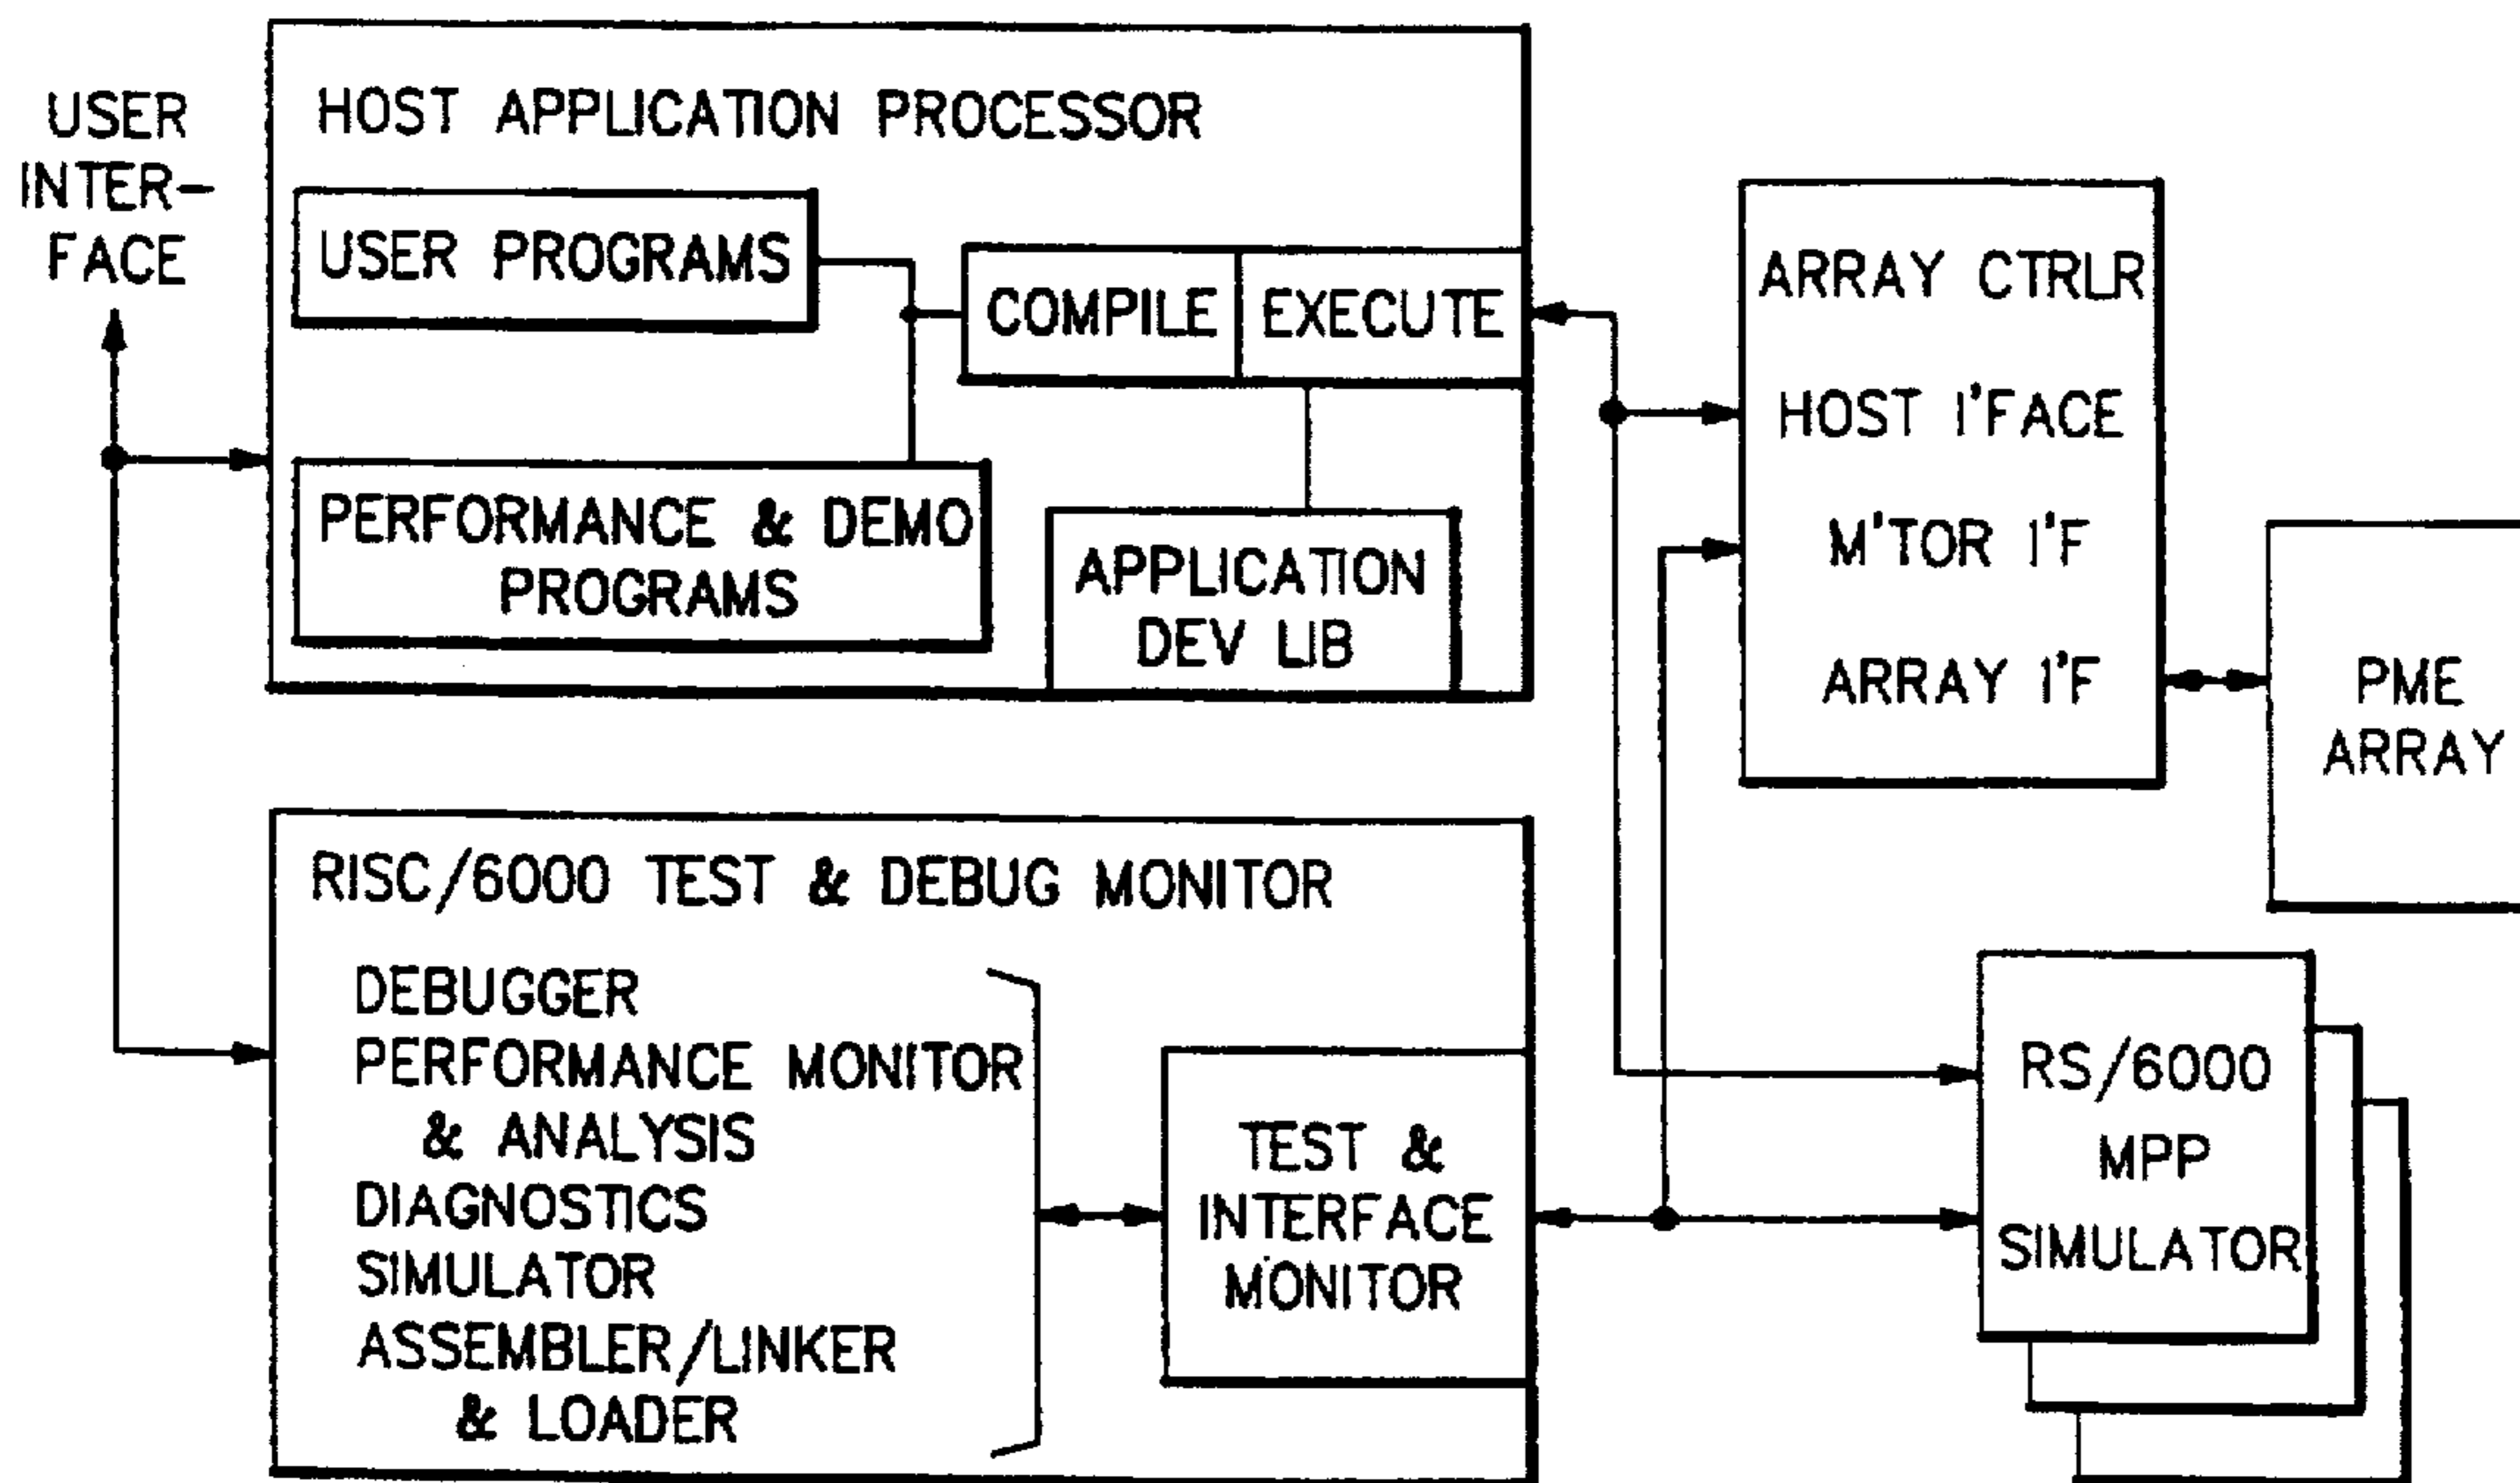 USER
INTER-
FACE
HOST APPLICATION PROCESSOR
USER PROGRAMS
COMPILE
EXECUTE
PERFORMANCE & DEMO
PROGRAMS
APPLICATION
DEV LIB
ARRAY CTRLR
HOST I'FACE
M'TOR I'F
ARRAY I'F
PME
ARRAY
RISC/6000 TEST & DEBUG MONITOR
DEBUGGER
PERFORMANCE MONITOR
& ANALYSIS
DIAGNOSTICS
SIMULATOR
ASSEMBLER/LINKER
& LOADER
TEST &
INTERFACE
MONITOR
RS/6000
MPP
SIMULATOR